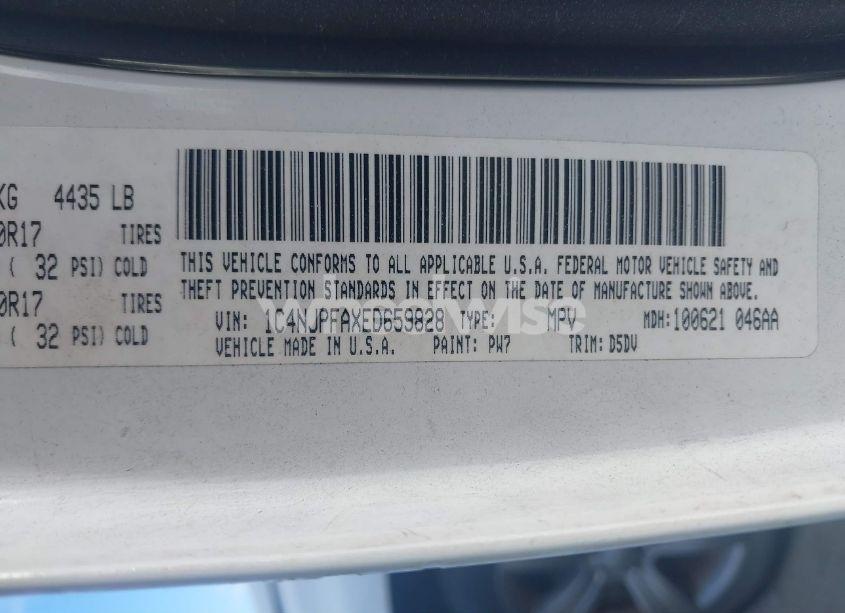 KG 4435 LB
0R17 TIRES
( 32 PSI) COLD
0R17 TIRES
( 32 PSI) COLD
THIS VEHICLE CONFORMS TO ALL APPLICABLE U.S.A. FEDERAL MOTOR VEHICLE SAFETY AND
THEFT PREVENTION STANDARDS IN EFFECT ON THE DATE OF MANUFACTURE SHOWN ABOVE.
VIN: 1C4NJPFAXED659828 TYPE: MPV MDH: 100621 046AA
VEHICLE MADE IN U.S.A. PAINT: PW7 TRIM: D5DV